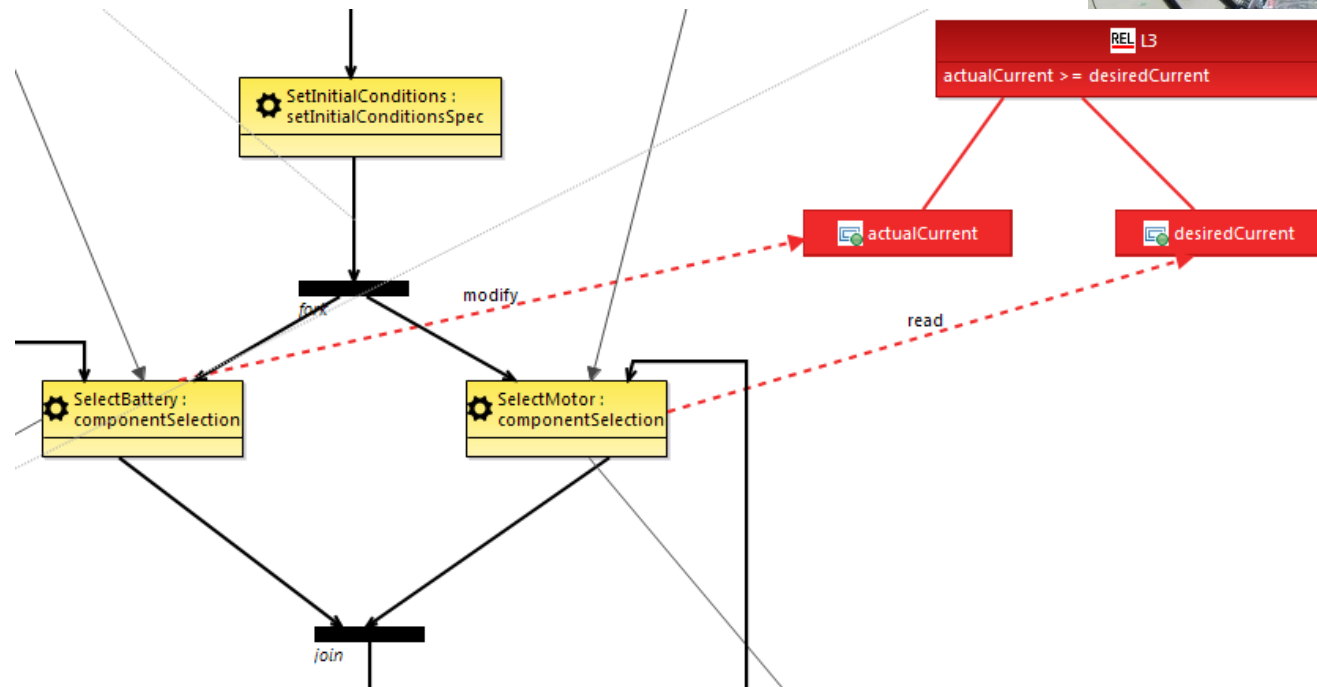 REL L3
actualCurrent >= desiredCurrent
SetInitialConditions :
setInitialConditionsSpec
actualCurrent
desiredCurrent
modify
fork
read
SelectBattery :
componentSelection
SelectMotor :
componentSelection
join